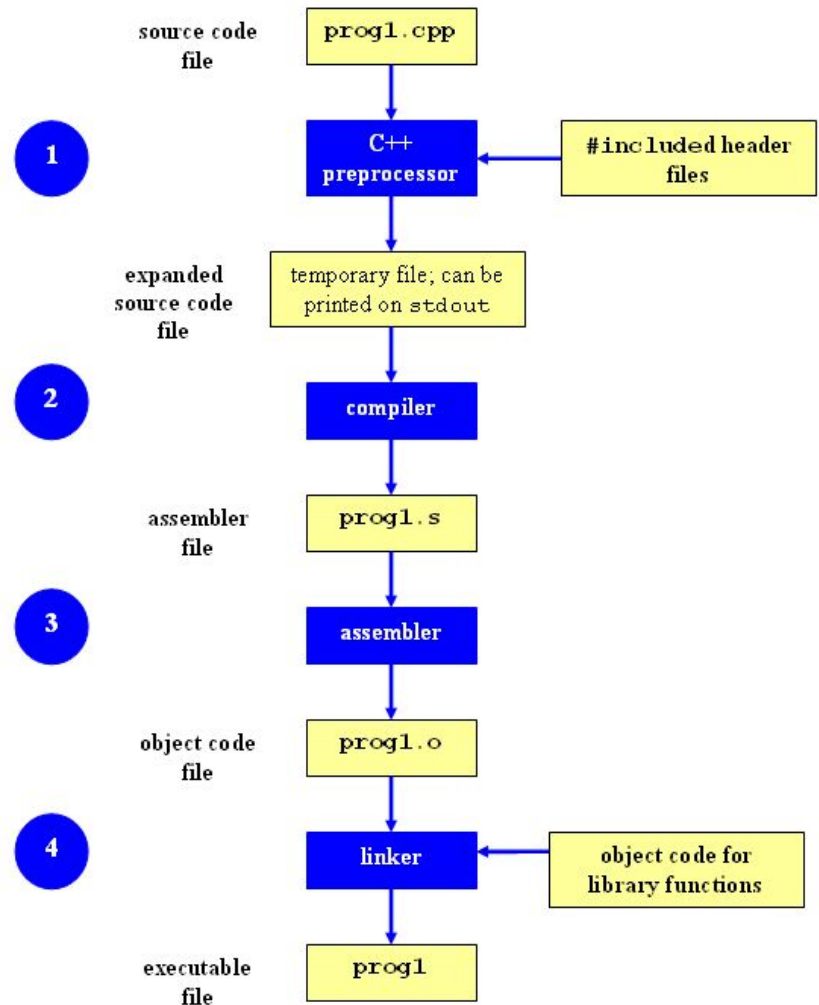 source code
file
prog1.cpp
1
C++
preprocessor
#included header
files
expanded
source code
file
temporary file; can be
printed on stdout
2
compiler
assembler
file
prog1.s
3
assembler
object code
file
prog1.o
4
linker
object code for
library functions
executable
file
prog1